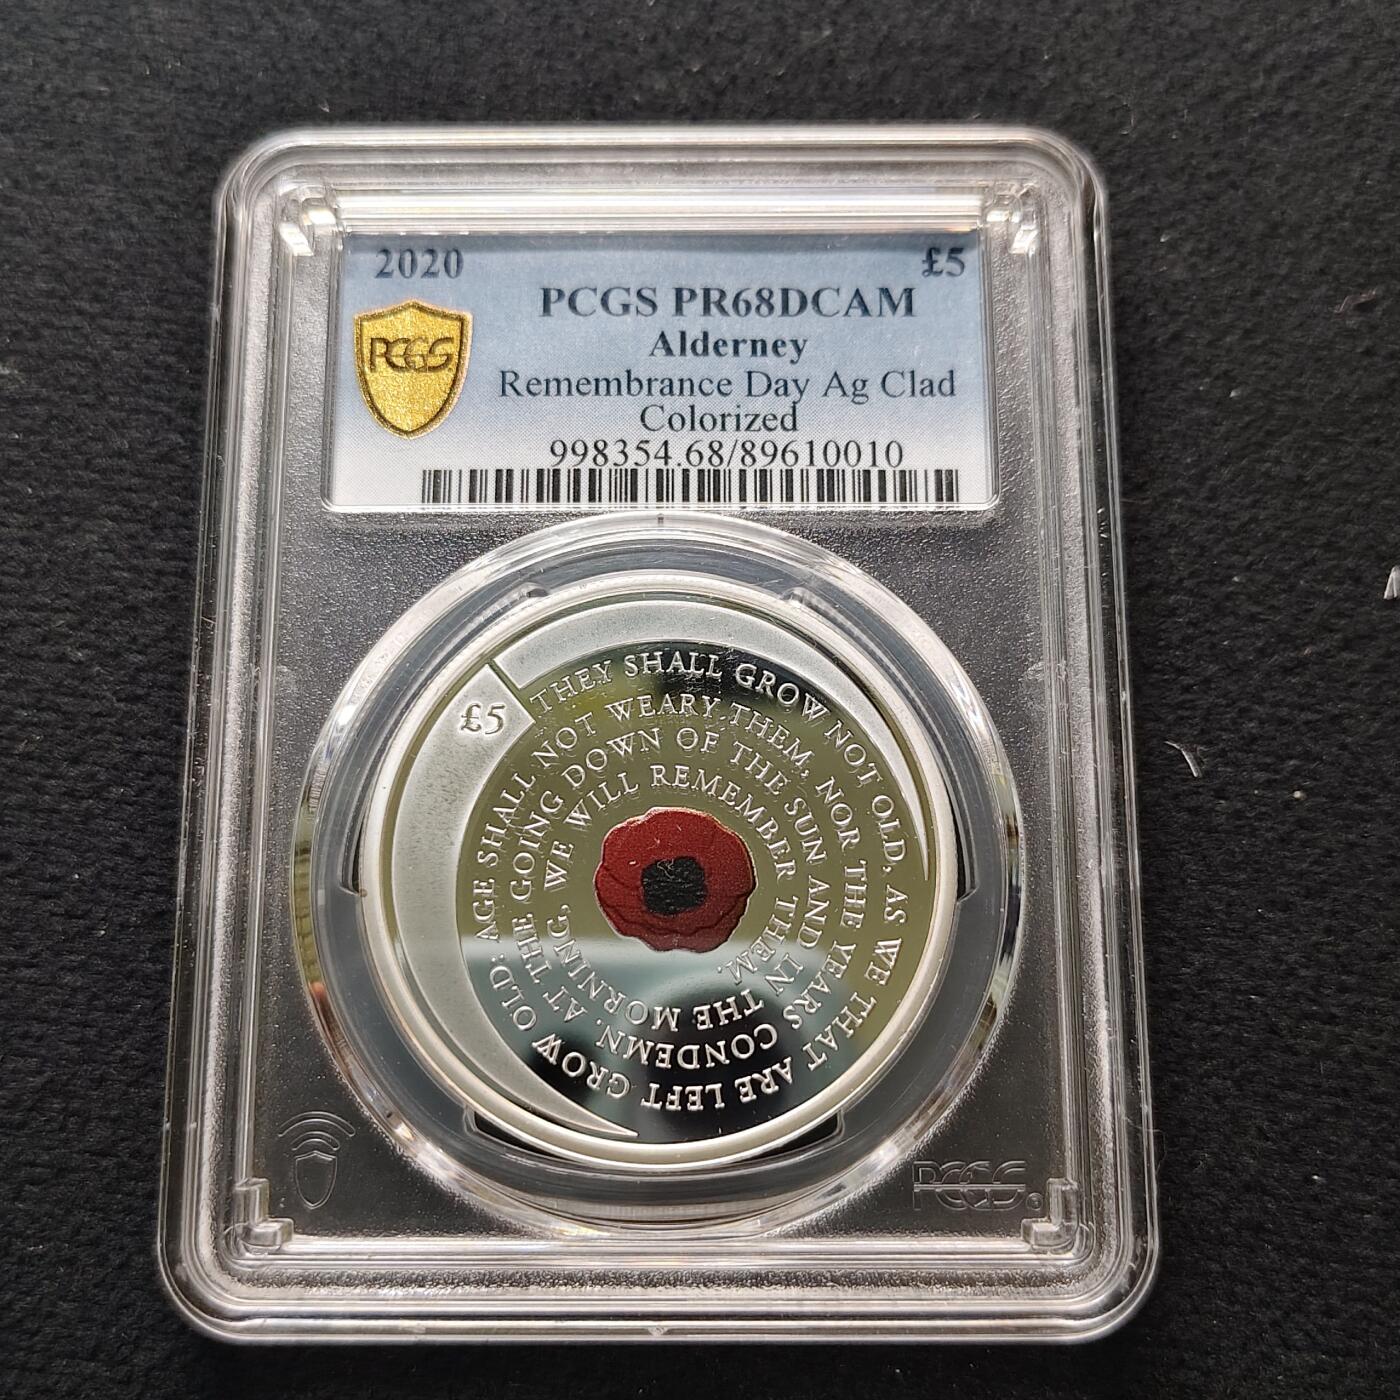 2020 £5
PCGS PR68DCAM
PCGS
Alderney
Remembrance Day Ag Clad
Colorized
998354.68/89610010
£5
THEY SHALL GROW NOT OLD, AS WE THAT ARE LEFT GROW OLD:
AGE SHALL NOT WEARY THEM, NOR THE YEARS CONDEMN.
AT THE GOING DOWN OF THE SUN AND IN THE MORNING,
WE WILL REMEMBER THEM.
PCGS